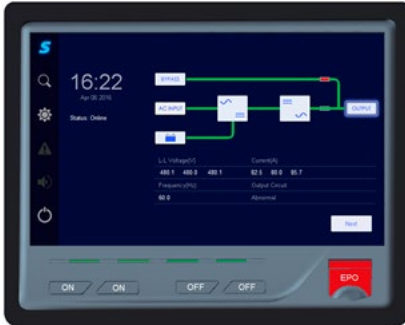 S
16:22
Apr 06 2016
Status: Online
BYPASS
AC INPUT
OUTPUT
L-L Voltage(V) Current(A)
480.1 480.0 480.1 82.5 80.0 85.7
Frequency(Hz) Output Circuit
60.0 Abnormal
Next
ON ON OFF OFF
EPO